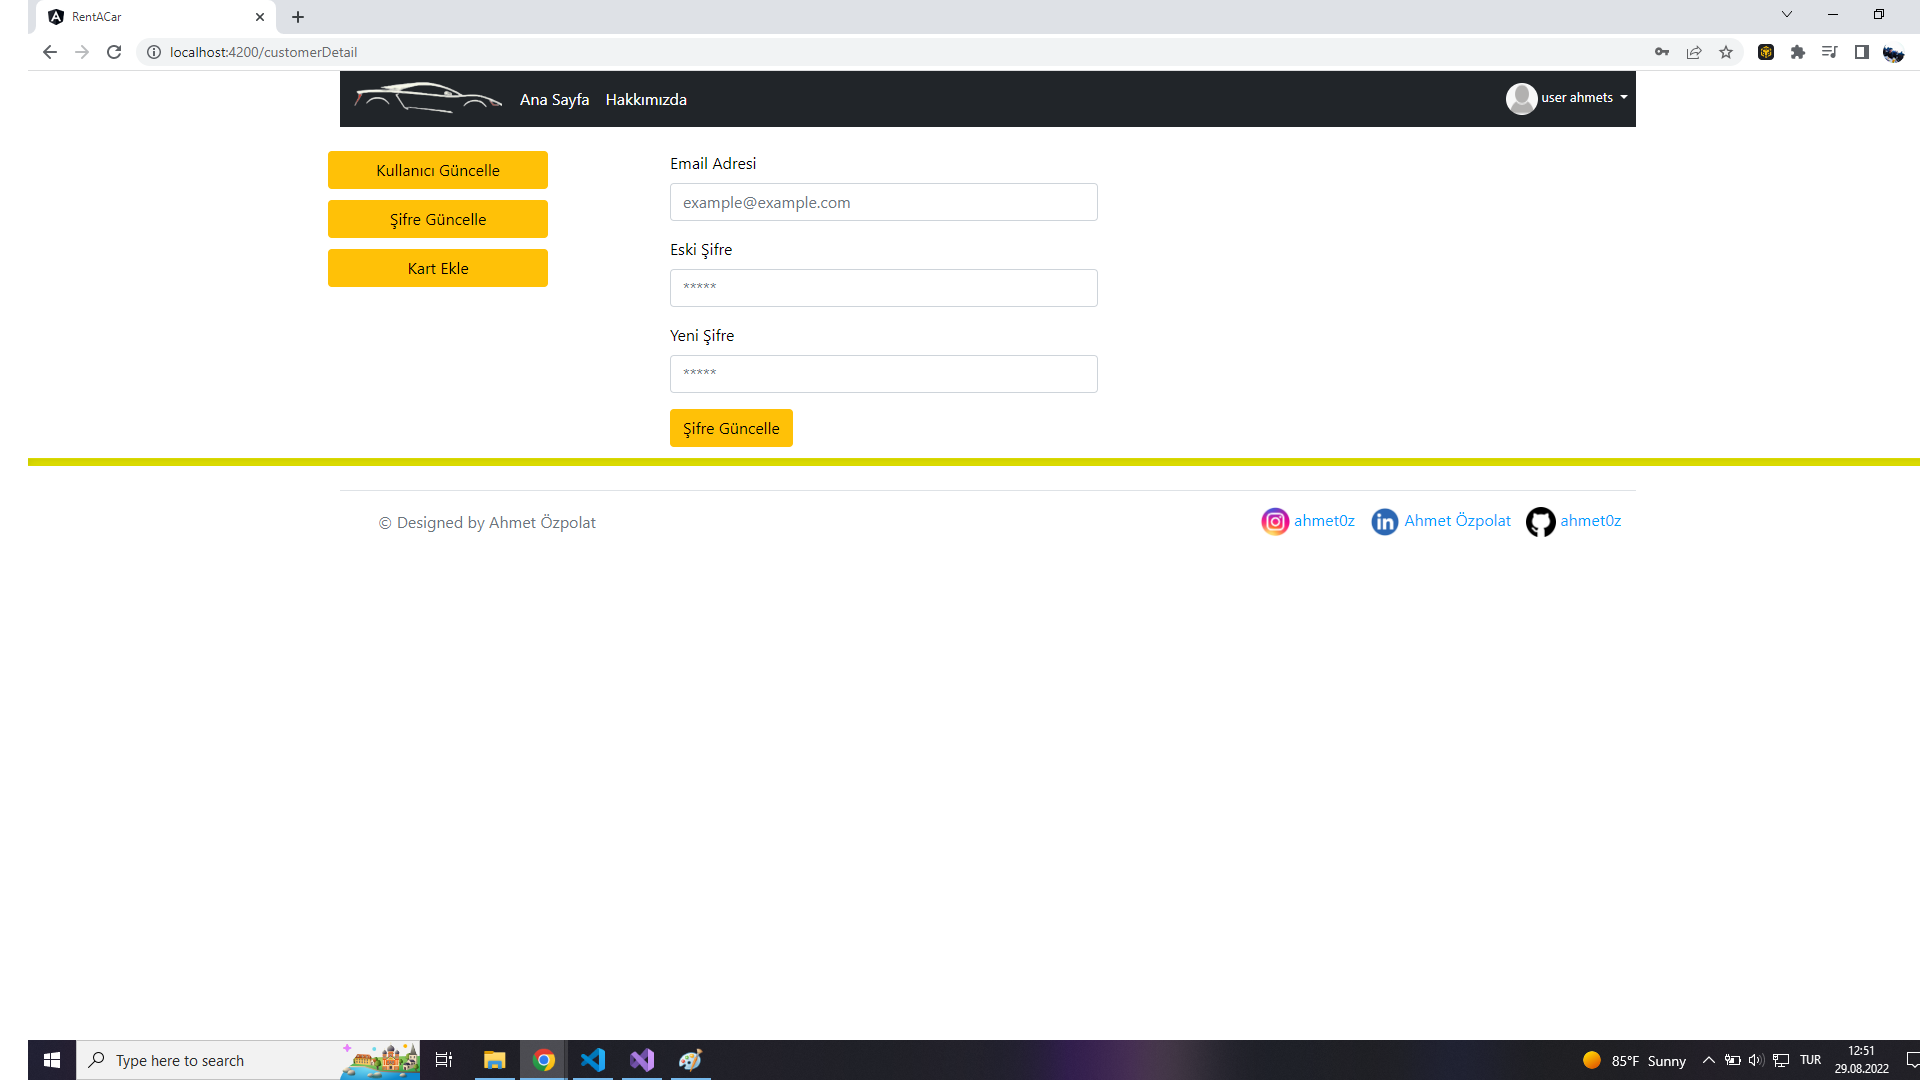 RentACar
localhost:4200/customerDetail
Ana Sayfa Hakkımızda user ahmets
Kullanıcı Güncelle
Şifre Güncelle
Kart Ekle
Email Adresi
example@example.com
Eski Şifre
*****
Yeni Şifre
*****
Şifre Güncelle
© Designed by Ahmet Özpolat
ahmet0z Ahmet Özpolat ahmet0z
Type here to search
85°F Sunny
TUR
12:51
29.08.2022